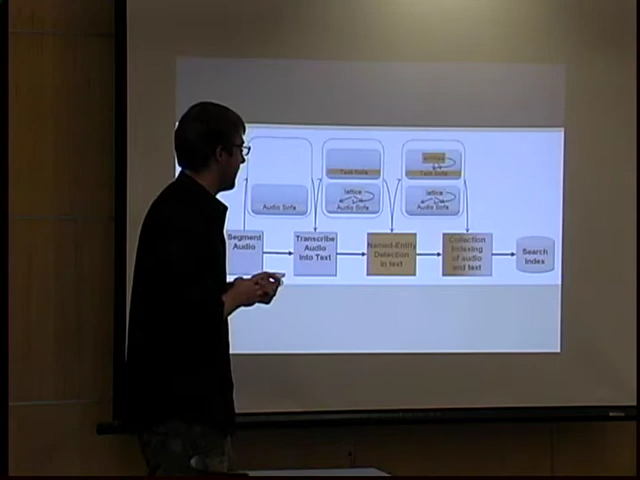 Text Sofa
Text Sofa
lattice
lattice
Audio Sofa
Audio Sofa
Audio Sofa
Segment
Audio
Transcribe
Audio
into Text
Named-Entity
Detection
in text
Collection
Indexing
of audio
and text
Search
Index